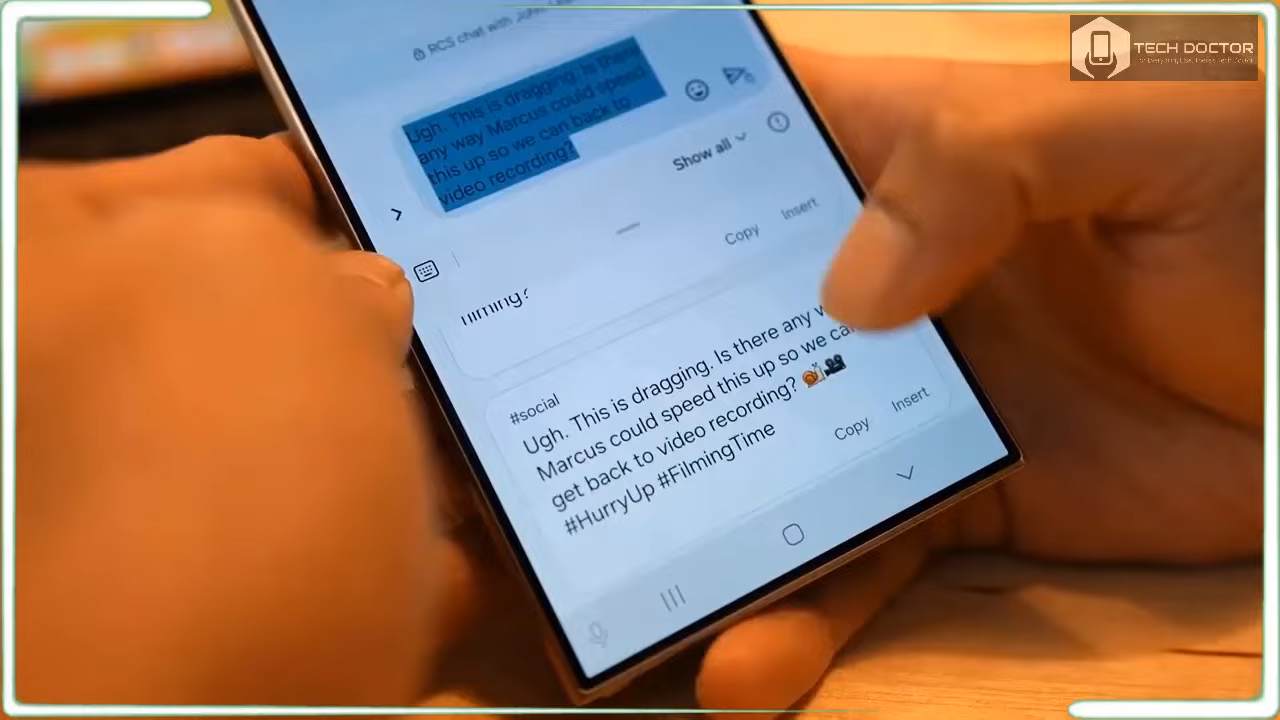 RCS chat with John
Ugh. This is dragging. Is there
any way Marcus could speed
this up so we can back to
video recording?
Show all
Copy
Insert
filming?
#social
Ugh. This is dragging. Is there any
Marcus could speed this up so we can
get back to video recording? 🐌🎥
#HurryUp #FilmingTime
Copy
Insert
TECH DOCTOR